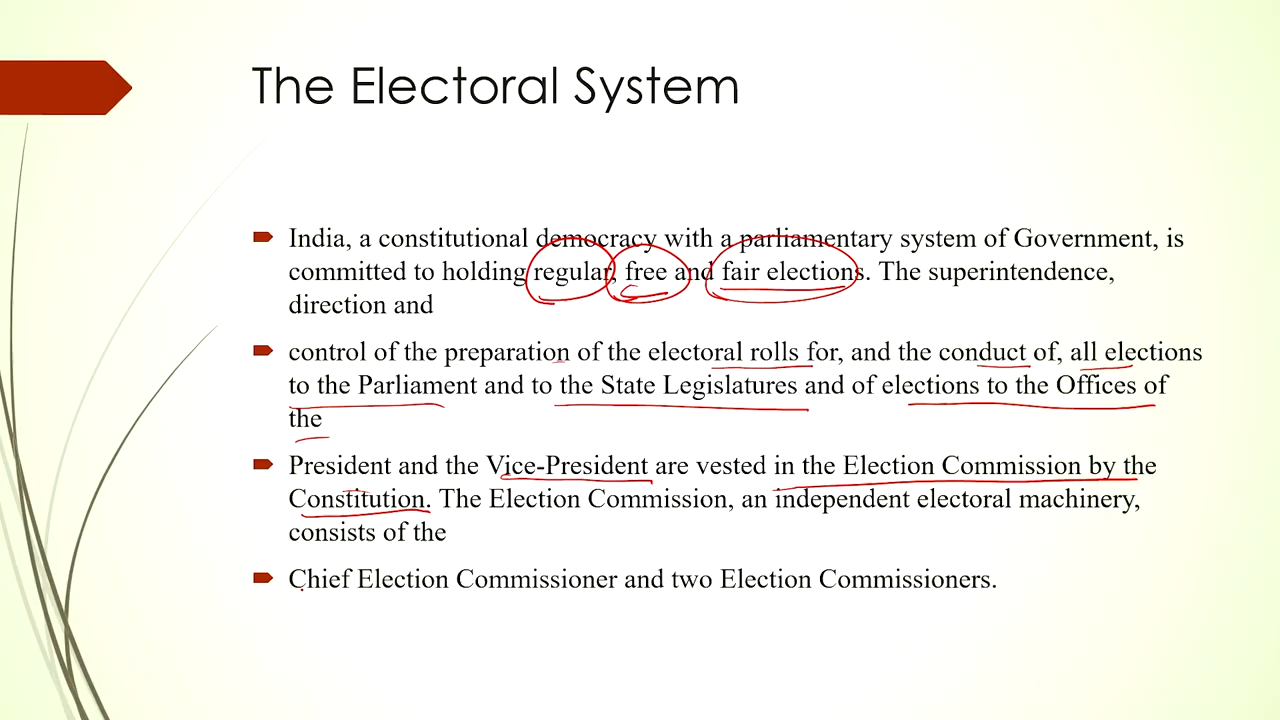 The Electoral System
India, a constitutional democracy with a parliamentary system of Government, is
committed to holding regular, free and fair elections. The superintendence,
direction and
control of the preparation of the electoral rolls for, and the conduct of, all elections
to the Parliament and to the State Legislatures and of elections to the Offices of
the
President and the Vice-President are vested in the Election Commission by the
Constitution. The Election Commission, an independent electoral machinery,
consists of the
Chief Election Commissioner and two Election Commissioners.